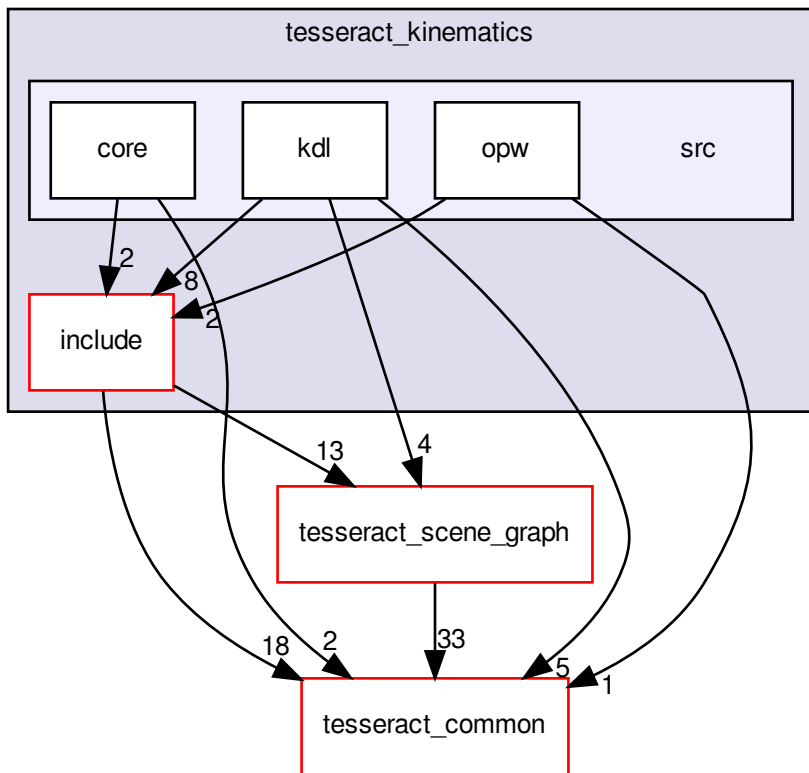 tesseract_kinematics
core
kdl
opw
src
2
8
2
include
13
4
tesseract_scene_graph
18
2
33
5
1
tesseract_common